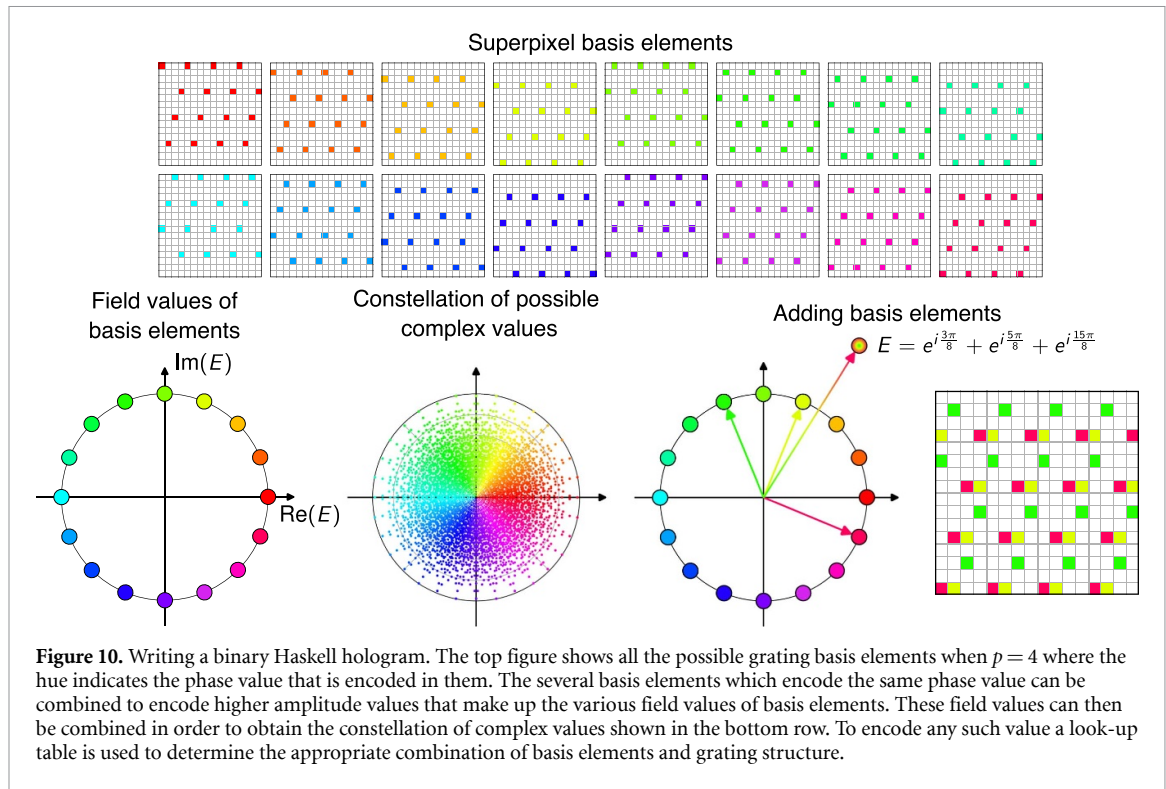 Superpixel basis elements
Field values of
basis elements
Im(E)
Re(E)
Constellation of possible
complex values
Adding basis elements
E = e^{i\frac{3π}{8}} + e^{i\frac{5π}{8}} + e^{i\frac{15π}{8}}
Figure 10. Writing a binary Haskell hologram. The top figure shows all the possible grating basis elements when p = 4 where the
hue indicates the phase value that is encoded in them. The several basis elements which encode the same phase value can be
combined to encode higher amplitude values that make up the various field values of basis elements. These field values can then
be combined in order to obtain the constellation of complex values shown in the bottom row. To encode any such value a look-up
table is used to determine the appropriate combination of basis elements and grating structure.